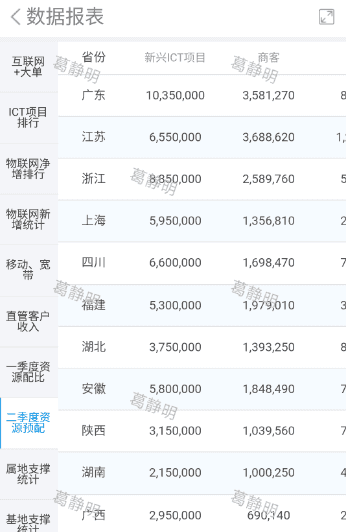 数据报表
互联网
+大单
ICT项目
排行
物联网净
增排行
物联网新
增统计
移动、宽
带
直管客户
收入
一季度资
源配比
二季度资
源预配
属地支撑
统计
基地支撑
统计
省份 新兴ICT项目 商客
广东 10,350,000 3,581,270 8
江苏 6,550,000 3,688,620 1,
浙江 8,850,000 2,589,760 5
上海 5,950,000 1,356,810 2
四川 6,600,000 1,698,470 7
福建 5,300,000 1,979,010 3
湖北 3,750,000 1,393,250 8
安徽 5,800,000 1,848,490 7
陕西 3,150,000 1,039,560 7
湖南 2,150,000 1,000,250 4
广西 2,950,000 690,140 2
葛静明
葛静明
葛静明
葛静明
葛静明
葛静明
葛静明
葛静明